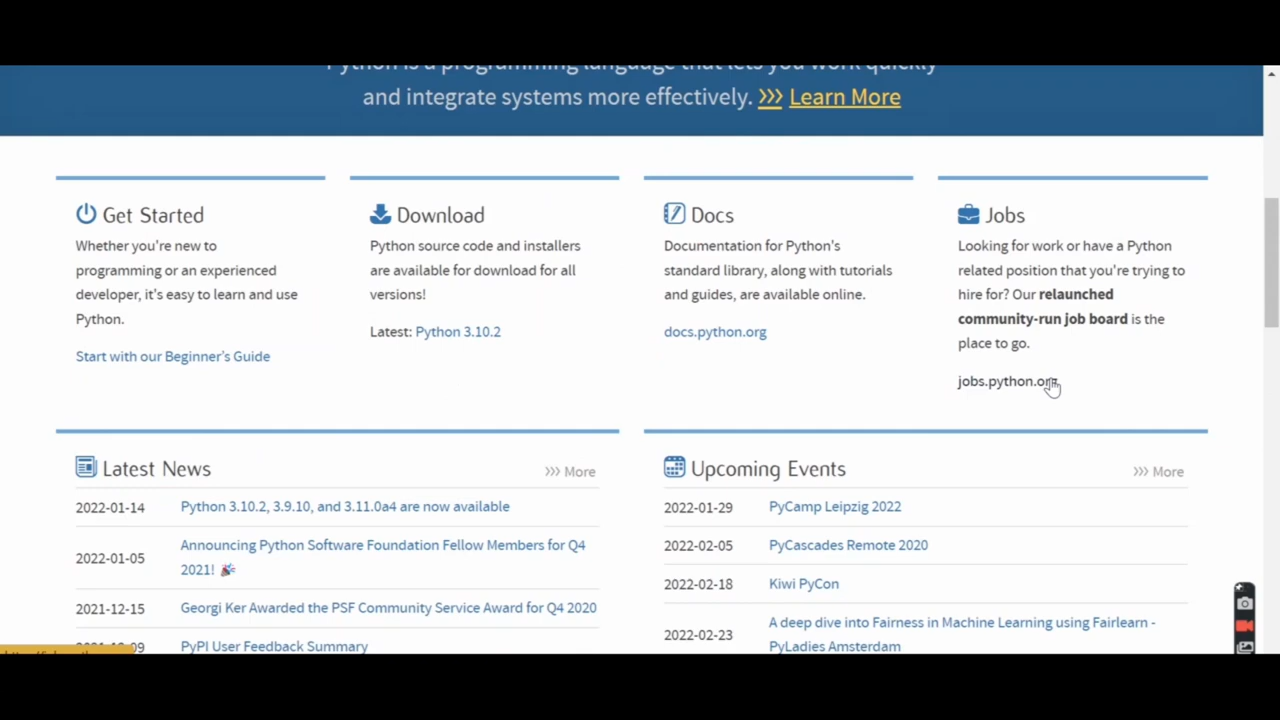 Python is a programming language that lets you work quickly
and integrate systems more effectively. >>> Learn More
Get Started
Whether you're new to
programming or an experienced
developer, it's easy to learn and use
Python.
Start with our Beginner's Guide
Download
Python source code and installers
are available for download for all
versions!
Latest: Python 3.10.2
Docs
Documentation for Python's
standard library, along with tutorials
and guides, are available online.
docs.python.org
Jobs
Looking for work or have a Python
related position that you're trying to
hire for? Our relaunched
community-run job board is the
place to go.
jobs.python.org
Latest News
>>> More
2022-01-14 Python 3.10.2, 3.9.10, and 3.11.0a4 are now available
2022-01-05 Announcing Python Software Foundation Fellow Members for Q4
2021! 🎉
2021-12-15 Georgi Ker Awarded the PSF Community Service Award for Q4 2020
PyPI User Feedback Summary
Upcoming Events
>>> More
2022-01-29 PyCamp Leipzig 2022
2022-02-05 PyCascades Remote 2020
2022-02-18 Kiwi PyCon
2022-02-23 A deep dive into Fairness in Machine Learning using Fairlearn -
PyLadies Amsterdam